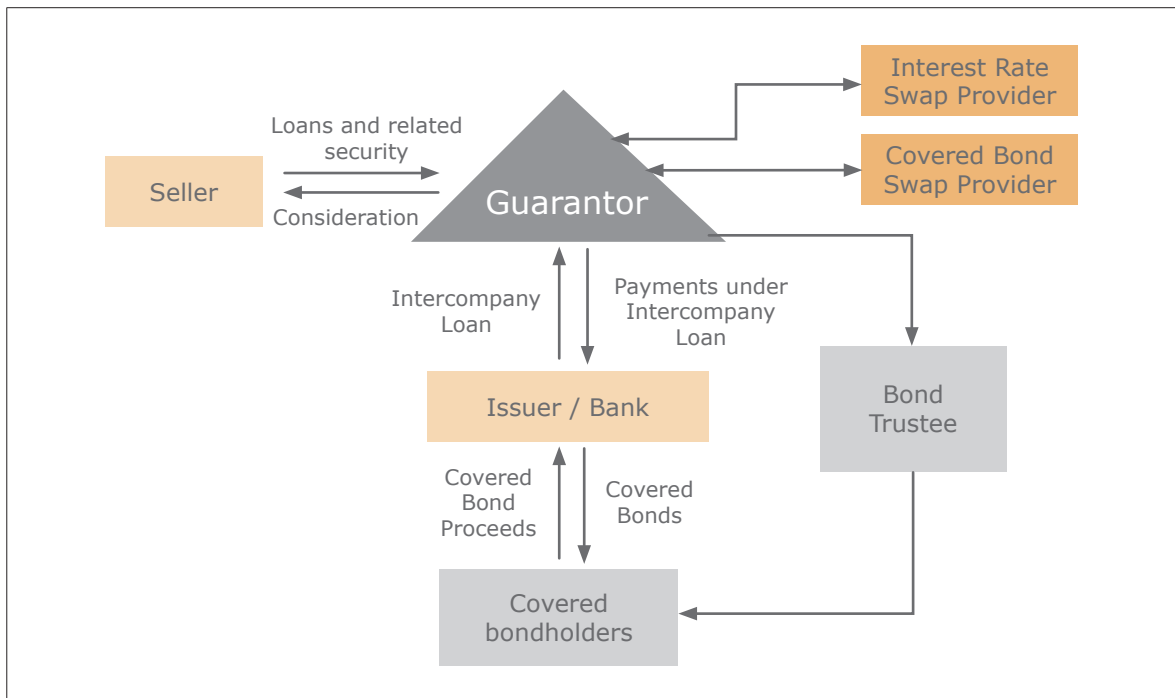 Interest Rate
Swap Provider
Loans and related
security
Covered Bond
Swap Provider
Seller
Guarantor
Consideration
Intercompany
Loan
Payments under
Intercompany
Loan
Issuer / Bank
Bond
Trustee
Covered
Bond
Proceeds
Covered
Bonds
Covered
bondholders